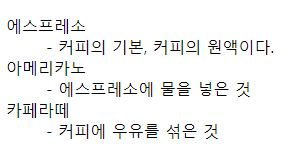 에스프레소
- 커피의 기본, 커피의 원액이다.
아메리카노
- 에스프레소에 물을 넣은 것
카페라떼
- 커피에 우유를 섞은 것